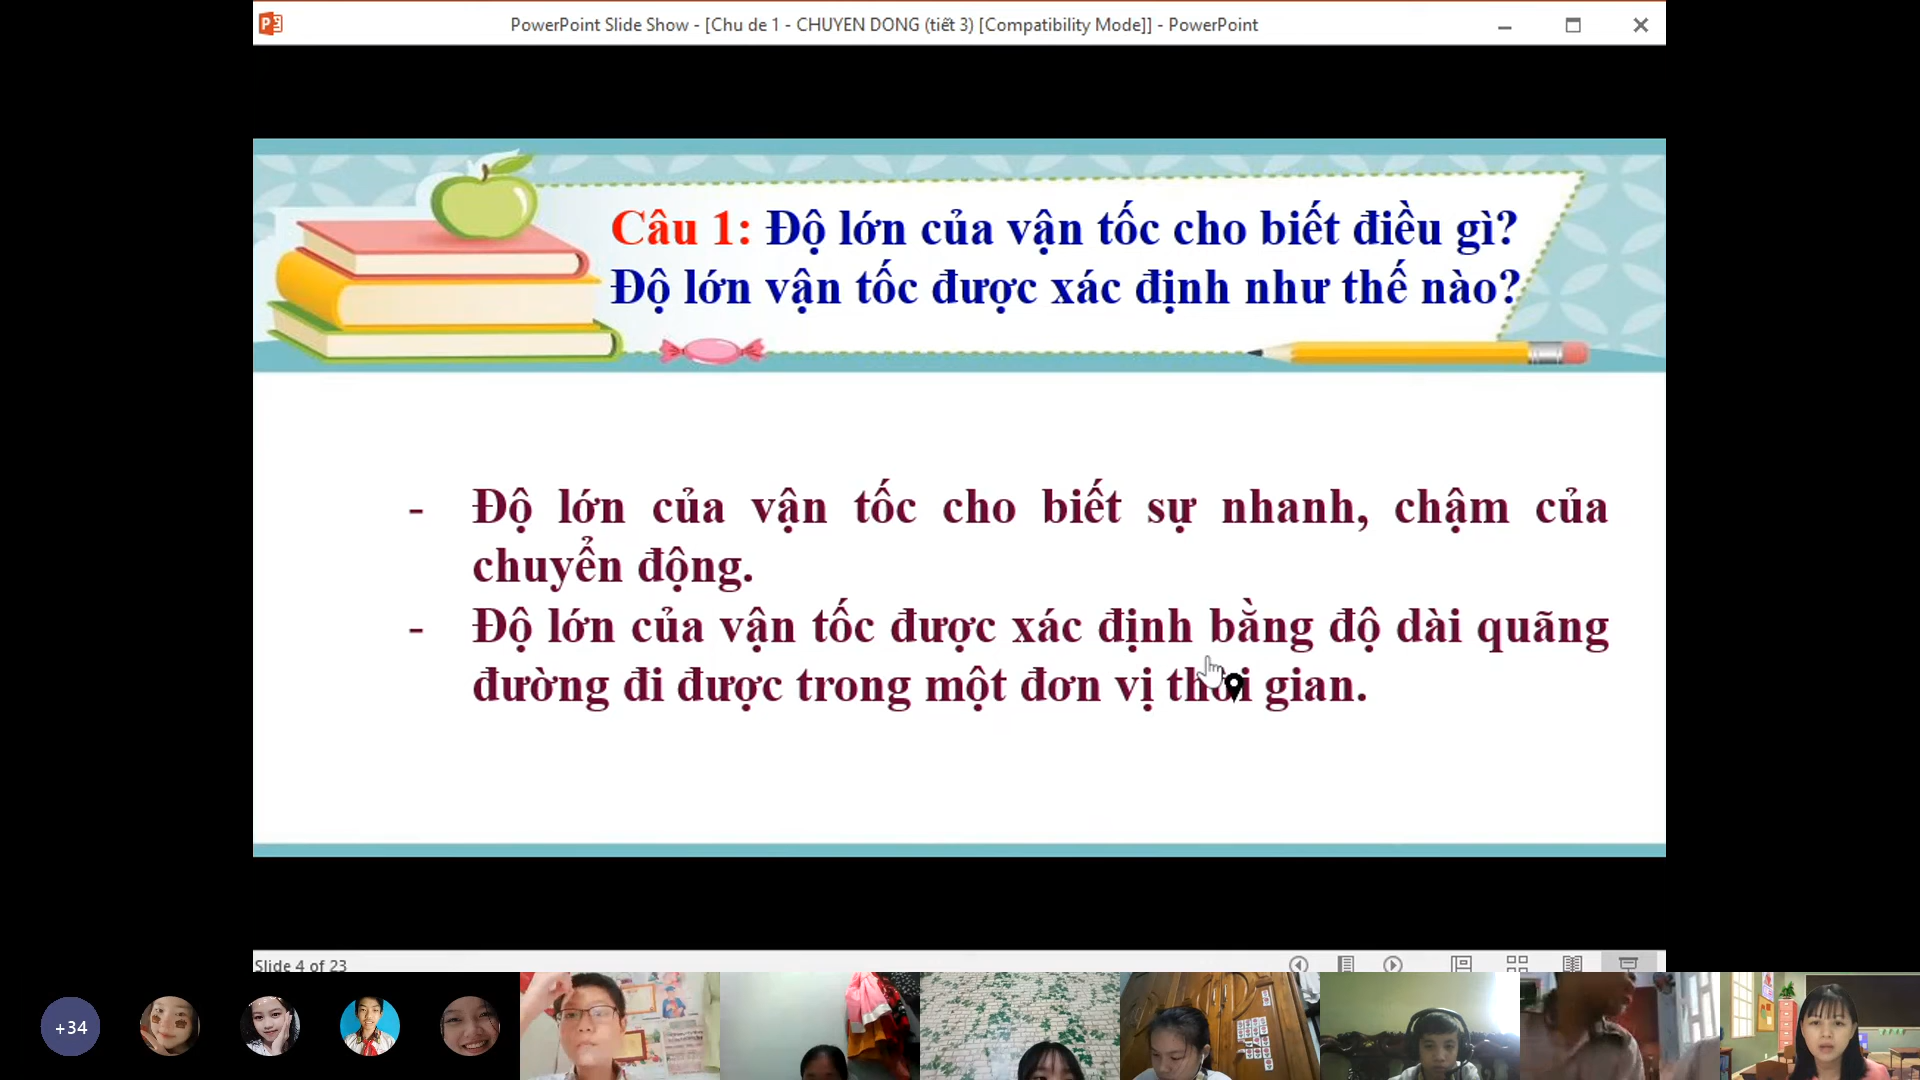 PowerPoint Slide Show - [Chu de 1 - CHUYEN DONG (tiết 3) [Compatibility Mode]] - PowerPoint
Câu 1: Độ lớn của vận tốc cho biết điều gì?
Độ lớn vận tốc được xác định như thế nào?
- Độ lớn của vận tốc cho biết sự nhanh, chậm của
chuyển động.
- Độ lớn của vận tốc được xác định bằng độ dài quãng
đường đi được trong một đơn vị thời gian.
Slide 4 of 23
+34